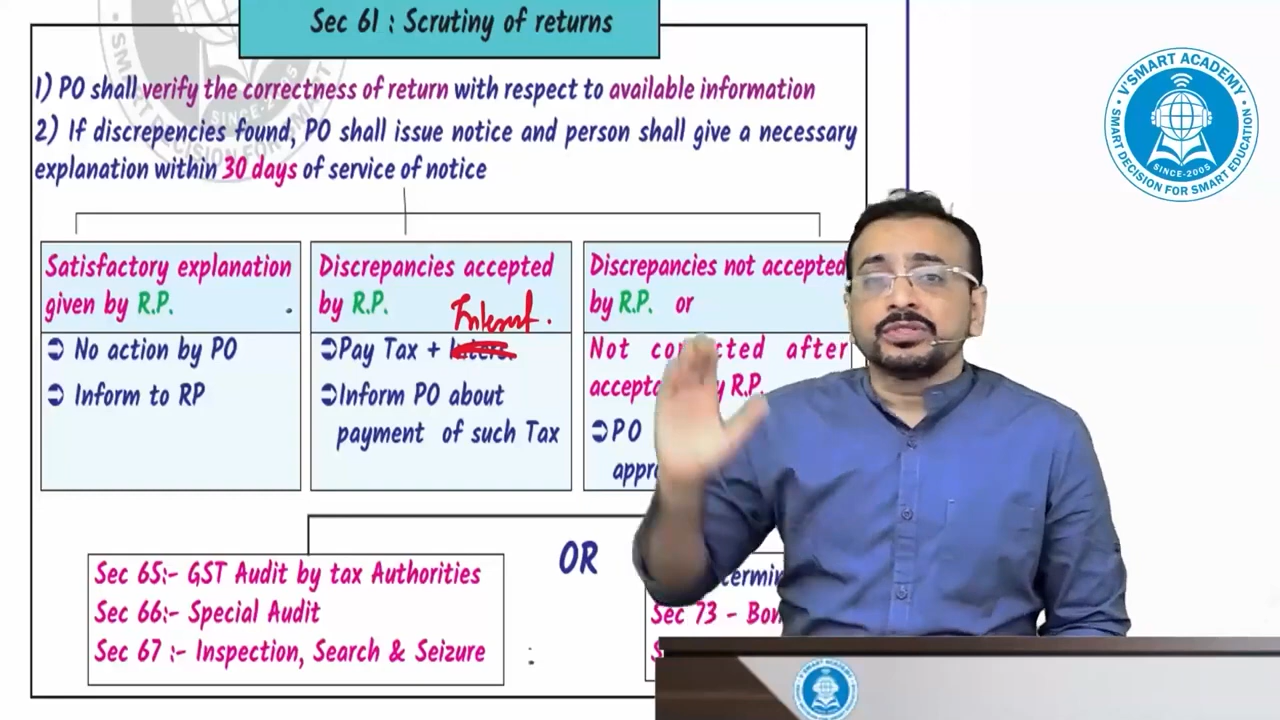 Sec 61 : Scrutiny of returns
1) PO shall verify the correctness of return with respect to available information
2) If discrepencies found, PO shall issue notice and person shall give a necessary
explanation within 30 days of service of notice
Satisfactory explanation
given by R.P.
➲ No action by PO
➲ Inform to RP
Discrepancies accepted
by R.P.
Interest.
➲Pay Tax +
➲Inform PO about
payment of such Tax
Discrepancies not accepted
by R.P. or
Not after
R.P.
➲PO
OR
Sec 65:- GST Audit by tax Authorities
Sec 66:- Special Audit
Sec 67 :- Inspection, Search & Seizure
Sec 73 -
V'SMART ACADEMY
SINCE-2005
SMART DECISION FOR SMART EDUCATION